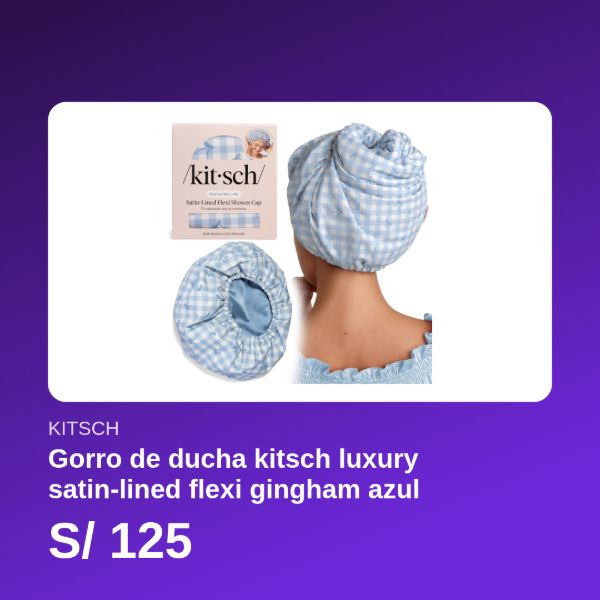 /kit·sch/
Satin-Lined Flexi Shower Cap
KITSCH
Gorro de ducha kitsch luxury
satin-lined flexi gingham azul
S/ 125